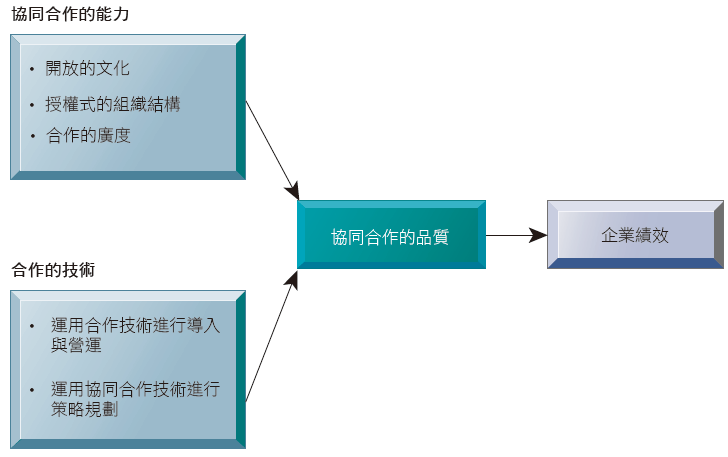 協同合作的能力
• 開放的文化
• 授權式的組織結構
• 合作的廣度
協同合作的品質
企業績效
合作的技術
• 運用合作技術進行導入
與營運
• 運用協同合作技術進行
策略規劃